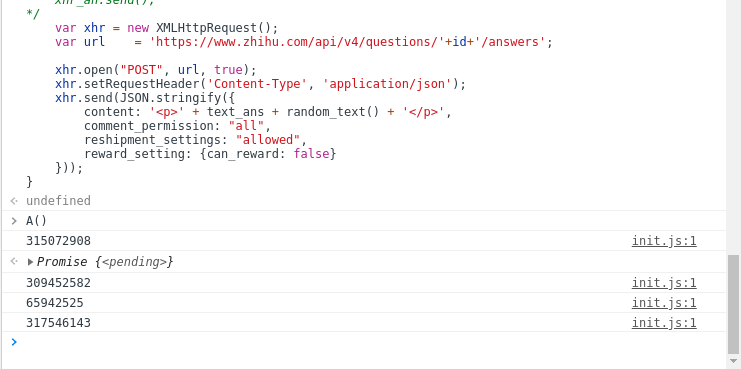 xhr_an.send();
*/
var xhr = new XMLHttpRequest();
var url    = 'https://www.zhihu.com/api/v4/questions/'+id+'/answers';
xhr.open("POST", url, true);
xhr.setRequestHeader('Content-Type', 'application/json');
xhr.send(JSON.stringify({
content: '<p>' + text_ans + random_text() + '</p>',
comment_permission: "all",
reshipment_settings: "allowed",
reward_setting: {can_reward: false}
}));
}
undefined
A()
315072908 init.js:1
Promise {<pending>}
309452582 init.js:1
65942525 init.js:1
317546143 init.js:1